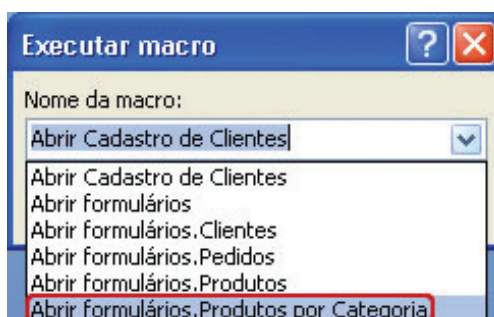 Executar macro
Nome da macro:
Abrir Cadastro de Clientes
Abrir Cadastro de Clientes
Abrir formulários
Abrir formulários.Clientes
Abrir formulários.Pedidos
Abrir formulários.Produtos
Abrir formulários.Produtos por Categoria